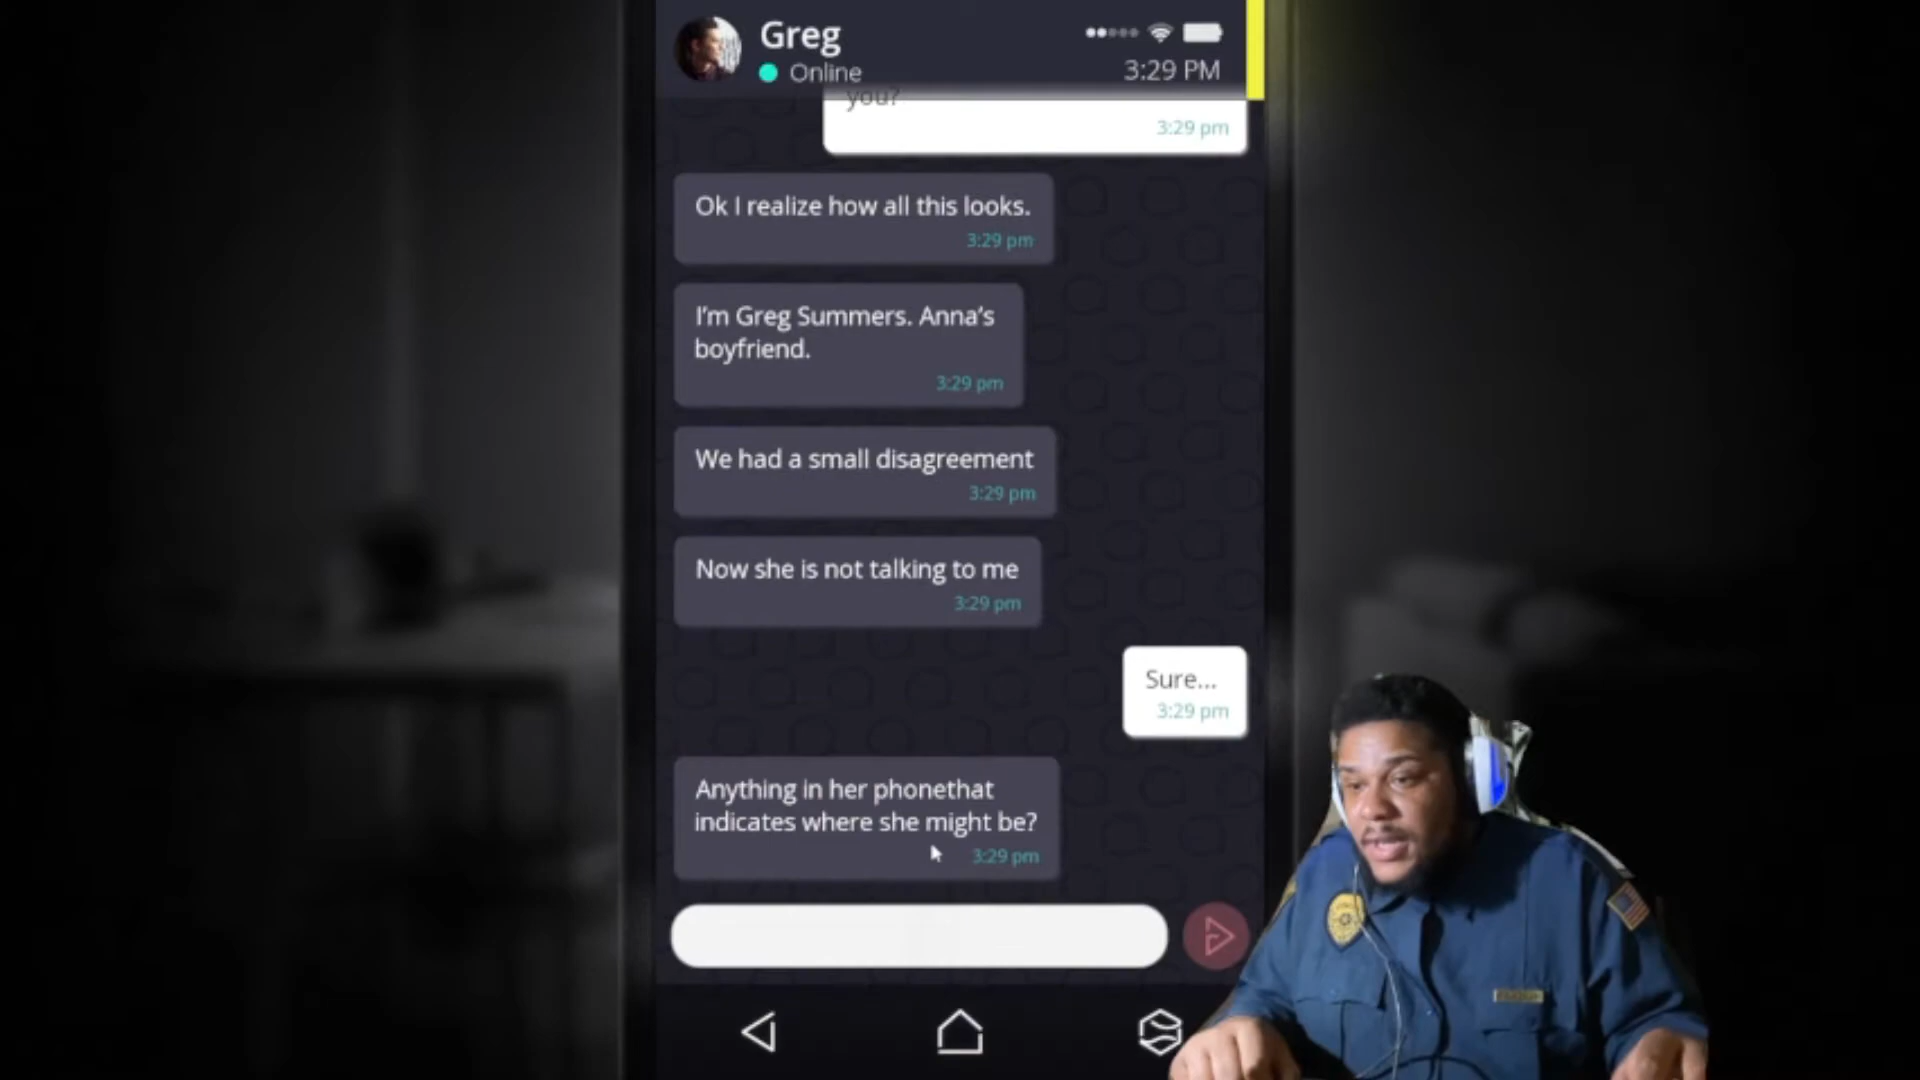 Greg
Online
3:29 PM
you?
3:29 pm
Ok I realize how all this looks.
3:29 pm
I'm Greg Summers. Anna's
boyfriend.
3:29 pm
We had a small disagreement
3:29 pm
Now she is not talking to me
3:29 pm
Sure...
3:29 pm
Anything in her phonethat
indicates where she might be?
3:29 pm